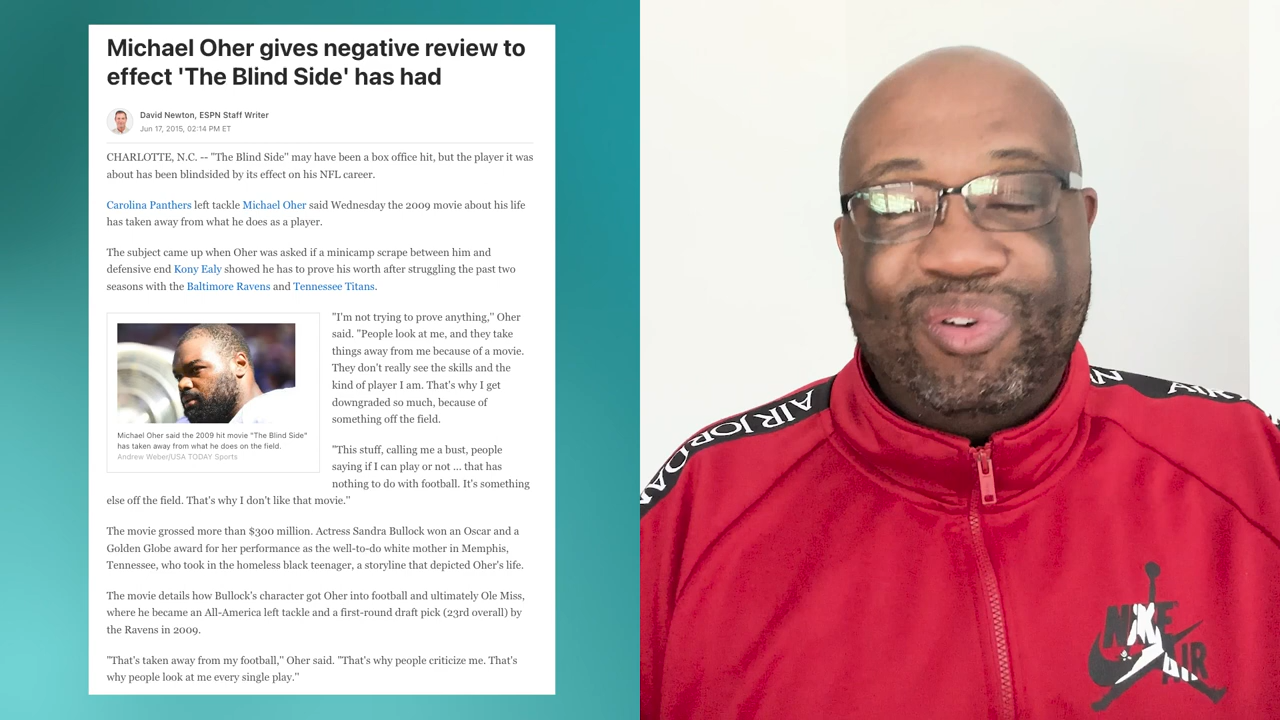 Michael Oher gives negative review to
effect 'The Blind Side' has had
David Newton, ESPN Staff Writer
Jun 17, 2015, 02:14 PM ET
CHARLOTTE, N.C. -- "The Blind Side" may have been a box office hit, but the player it was
about has been blindsided by its effect on his NFL career.
Carolina Panthers left tackle Michael Oher said Wednesday the 2009 movie about his life
has taken away from what he does as a player.
The subject came up when Oher was asked if a minicamp scrape between him and
defensive end Kony Ealy showed he has to prove his worth after struggling the past two
seasons with the Baltimore Ravens and Tennessee Titans.
"I'm not trying to prove anything," Oher
said. "People look at me, and they take
things away from me because of a movie.
They don't really see the skills and the
kind of player I am. That's why I get
downgraded so much, because of
something off the field.
"This stuff, calling me a bust, people
saying if I can play or not ... that has
nothing to do with football. It's something
else off the field. That's why I don't like that movie."
Michael Oher said the 2009 hit movie "The Blind Side"
has taken away from what he does on the field.
Andrew Weber/USA TODAY Sports
The movie grossed more than $300 million. Actress Sandra Bullock won an Oscar and a
Golden Globe award for her performance as the well-to-do white mother in Memphis,
Tennessee, who took in the homeless black teenager, a storyline that depicted Oher's life.
The movie details how Bullock's character got Oher into football and ultimately Ole Miss,
where he became an All-America left tackle and a first-round draft pick (23rd overall) by
the Ravens in 2009.
"That's taken away from my football," Oher said. "That's why people criticize me. That's
why people look at me every single play."
AIR JORDAN
NIKE
AIR